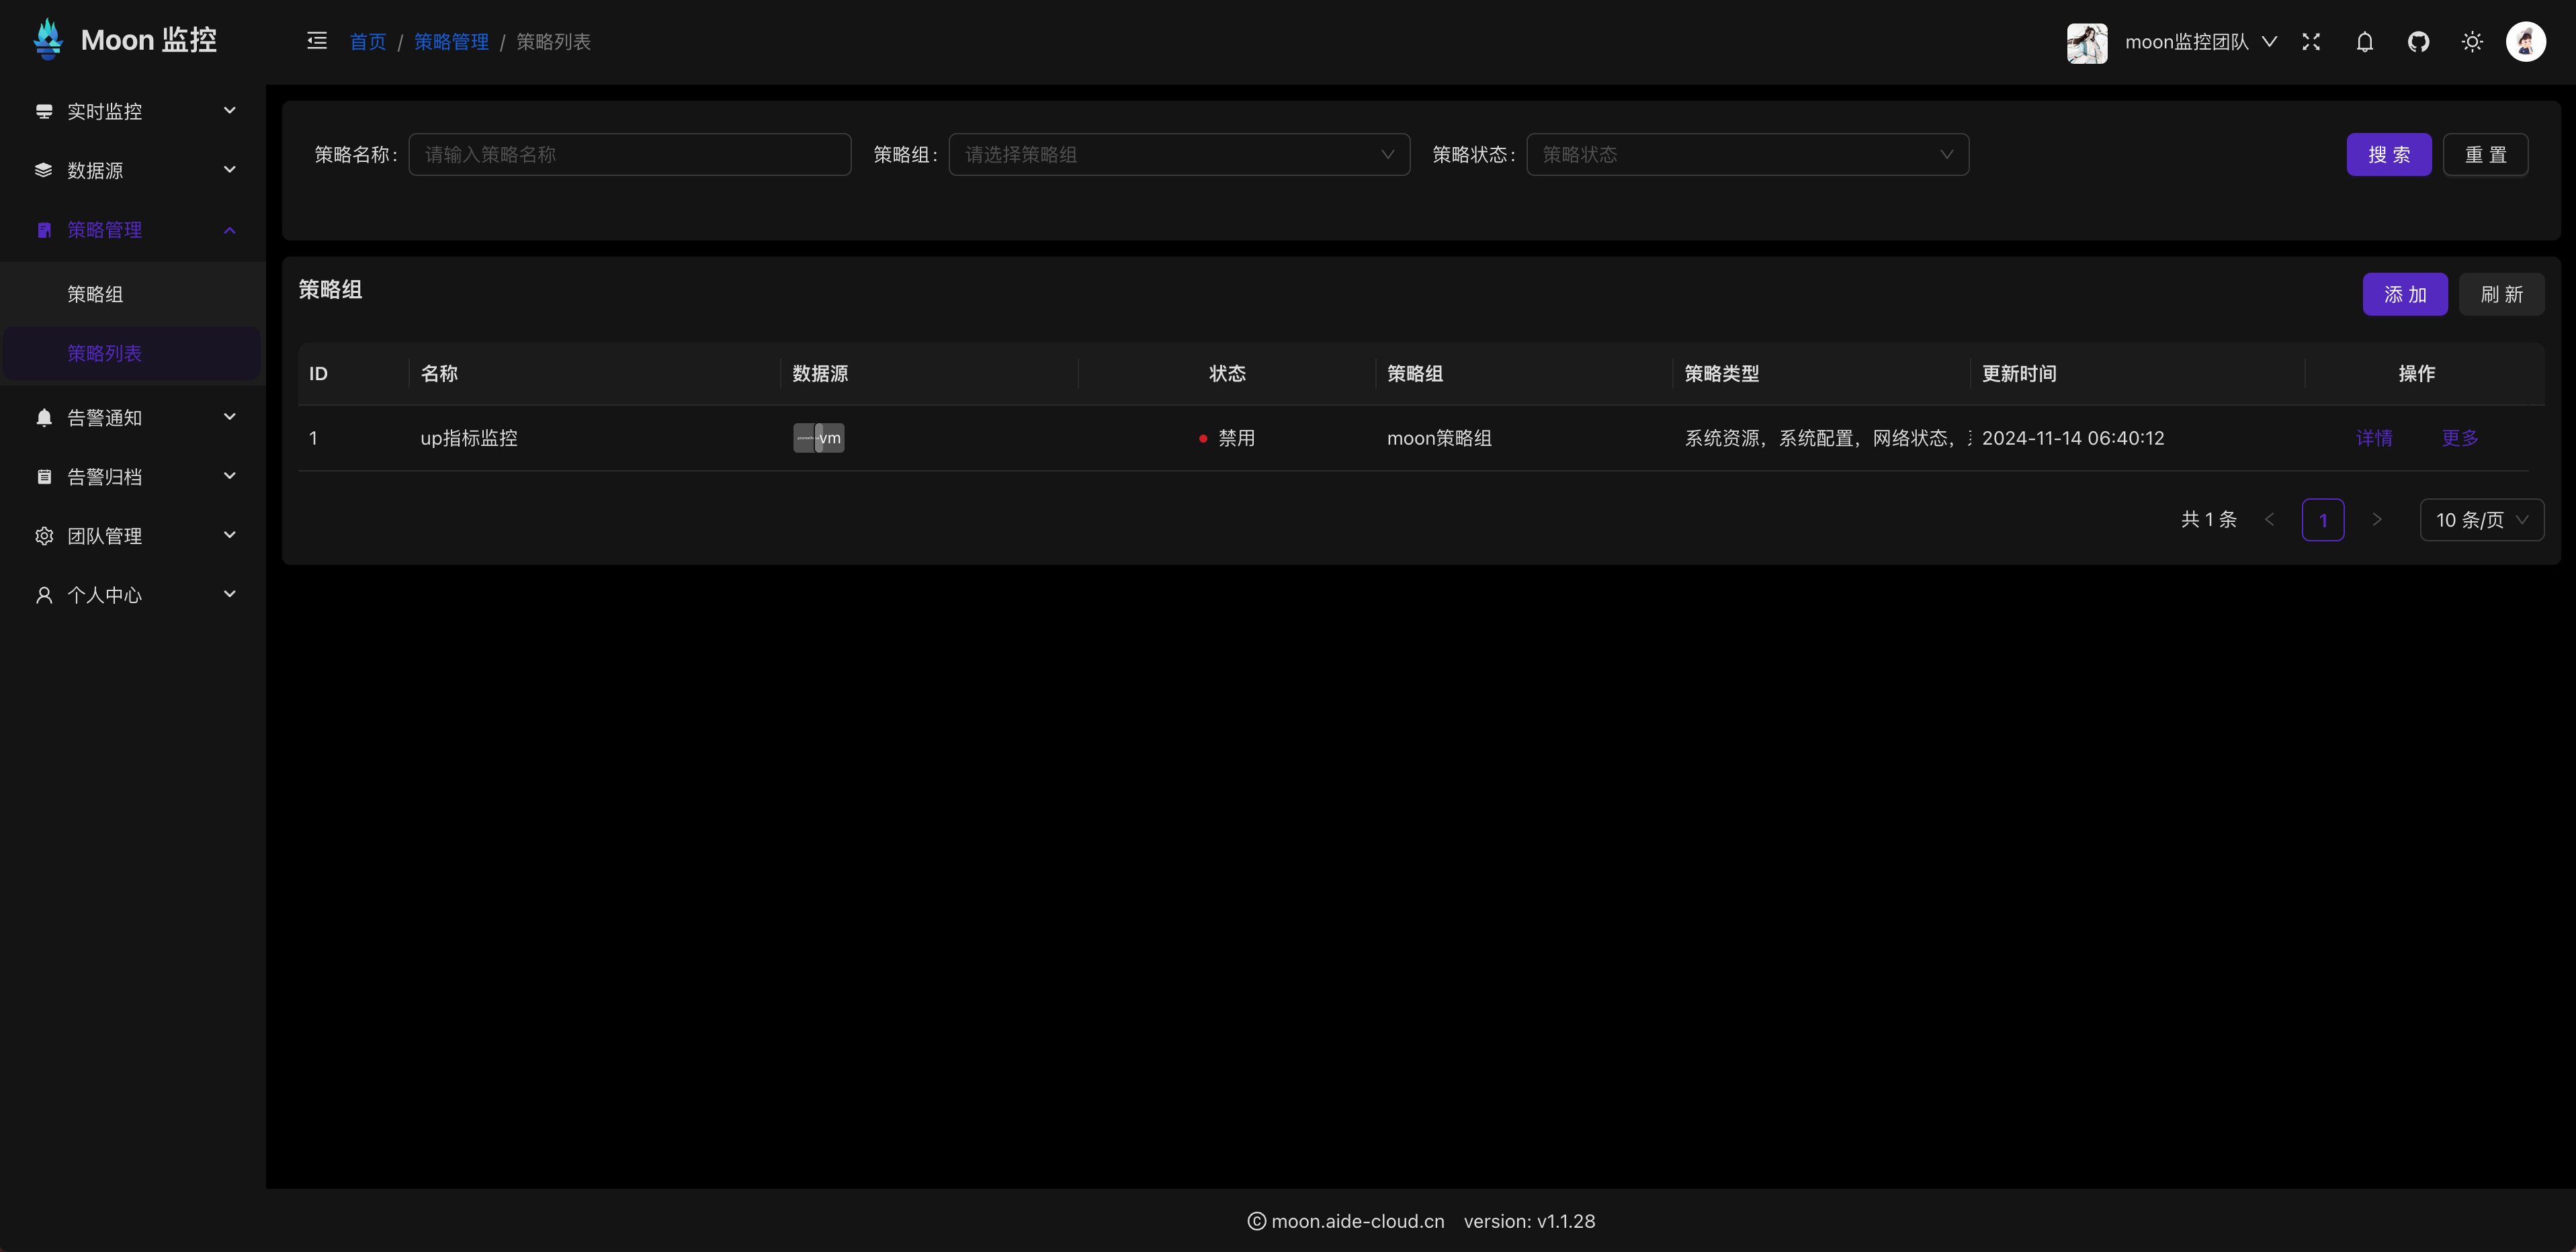 Moon 监控
首页 / 策略管理 / 策略列表
moon监控团队
实时监控
数据源
策略管理
策略组
策略列表
告警通知
告警归档
团队管理
个人中心
策略名称: 请输入策略名称 策略组: 请选择策略组 策略状态: 策略状态 搜 索 重 置
策略组 添 加 刷 新
ID 名称 数据源 状态 策略组 策略类型 更新时间 操作
1 up指标监控 vm 禁用 moon策略组 系统资源，系统配置，网络状态， 2024-11-14 06:40:12 详情 更多
共 1 条 1 10 条/页
© moon.aide-cloud.cn version: v1.1.28